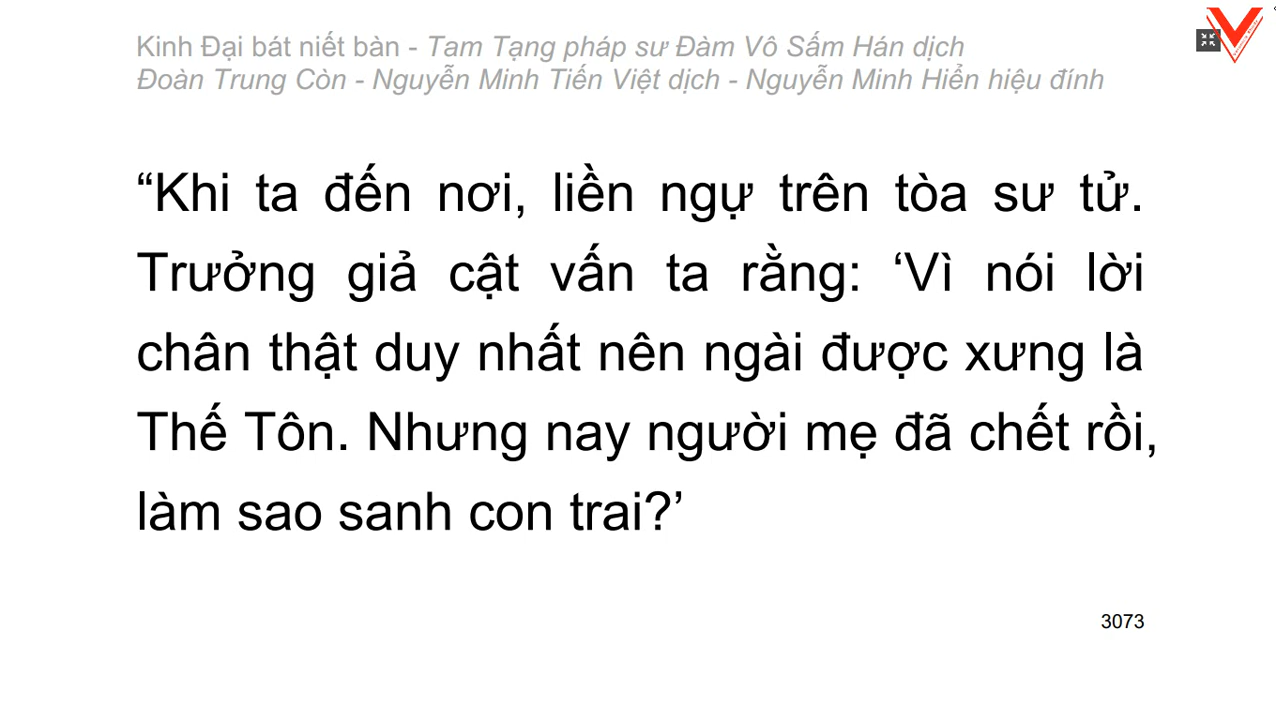 Kinh Đại bát niết bàn - Tam Tạng pháp sư Đàm Vô Sấm Hán dịch
Đoàn Trung Còn - Nguyễn Minh Tiến Việt dịch - Nguyễn Minh Hiển hiệu đính
“Khi ta đến nơi, liền ngự trên tòa sư tử.
Trưởng giả cật vấn ta rằng: ‘Vì nói lời
chân thật duy nhất nên ngài được xưng là
Thế Tôn. Nhưng nay người mẹ đã chết rồi,
làm sao sanh con trai?’
3073